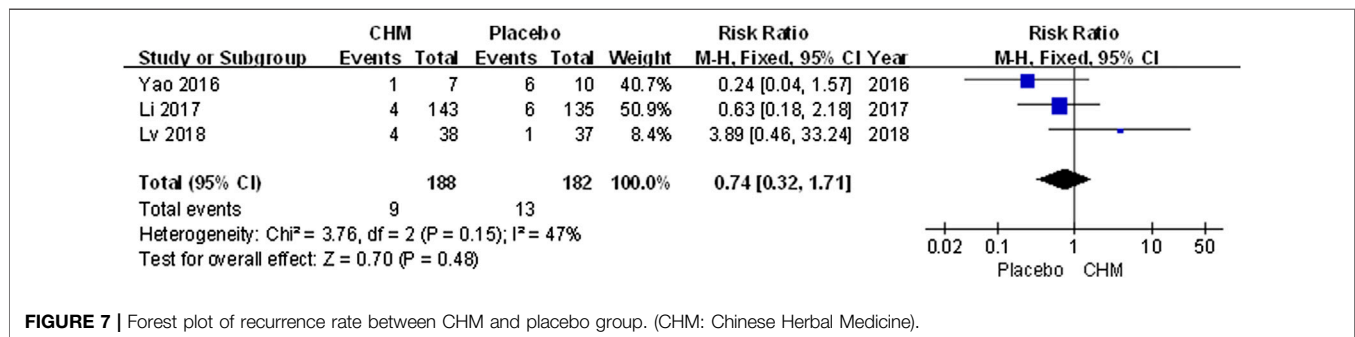 CHM Placebo Risk Ratio Risk Ratio
Study or Subgroup Events Total Events Total Weight M-H, Fixed, 95% CI Year M-H, Fixed, 95% CI
Yao 2016 1 7 6 10 40.7% 0.24 [0.04, 1.57] 2016
Li 2017 4 143 6 135 50.9% 0.63 [0.18, 2.18] 2017
Lv 2018 4 38 1 37 8.4% 3.89 [0.46, 33.24] 2018
Total (95% CI) 188 182 100.0% 0.74 [0.32, 1.71]
Total events 9 13
Heterogeneity: Chi² = 3.76, df = 2 (P = 0.15); I² = 47%
Test for overall effect: Z = 0.70 (P = 0.48)
0.02 0.1 1 10 50
Placebo CHM
FIGURE 7 | Forest plot of recurrence rate between CHM and placebo group. (CHM: Chinese Herbal Medicine).